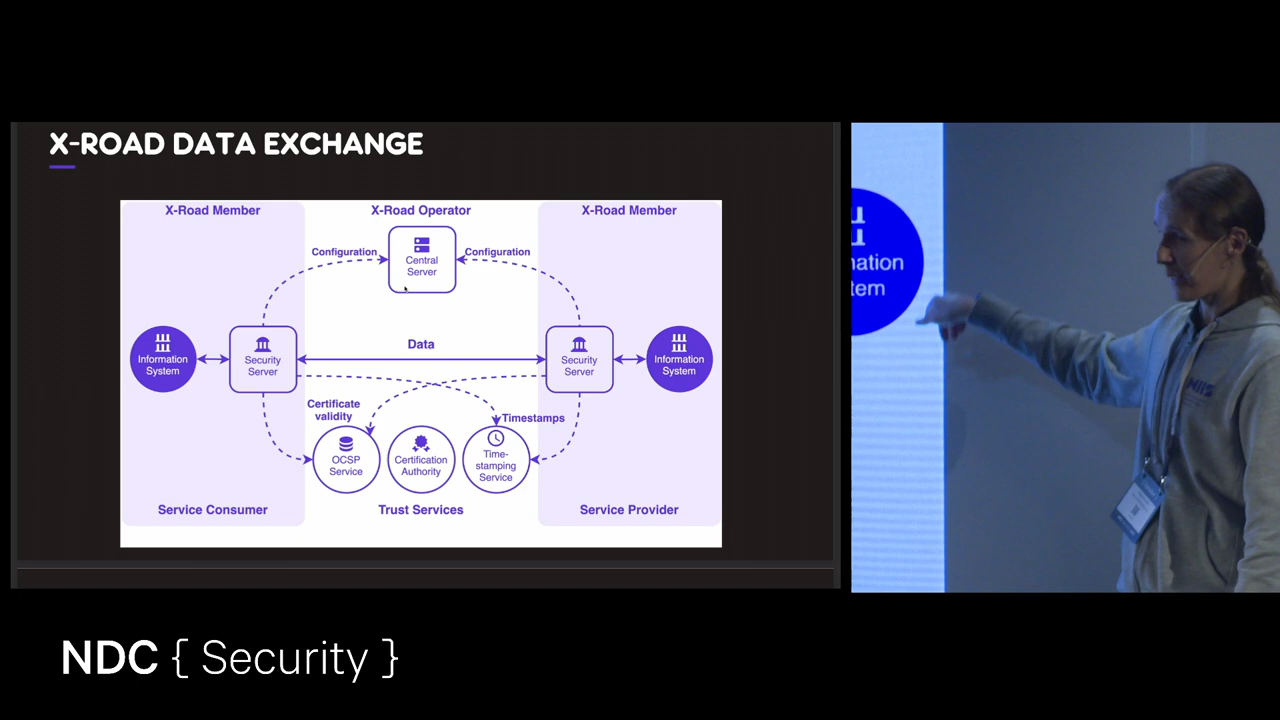 X-ROAD DATA EXCHANGE
X-Road Member
X-Road Operator
X-Road Member
Configuration
Central
Server
Configuration
Information
System
Security
Server
Data
Security
Server
Information
System
Certificate
validity
Timestamps
OCSP
Service
Certification
Authority
Time-
stamping
Service
Service Consumer
Trust Services
Service Provider
NDC { Security }
nation
tem
NIIS